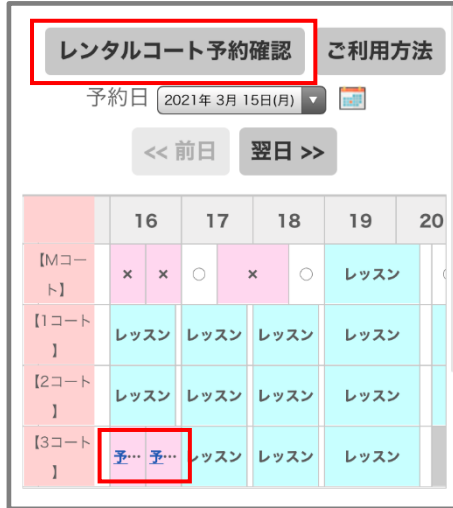 レンタルコート予約確認 ご利用方法
予約日 2021年 3月 15日(月)
<< 前日 翌日 >>
16 17 18 19 20
【Mコー
ト】
× × ○ × ○ レッスン
【1コート
】
レッスン レッスン レッスン レッスン
【2コート
】
レッスン レッスン レッスン レッスン
【3コート
】
予… 予… レッスン レッスン レッスン